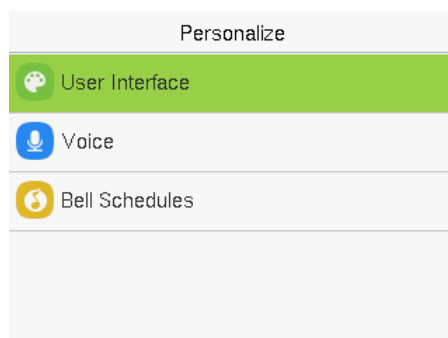 Personalize
User Interface
Voice
Bell Schedules